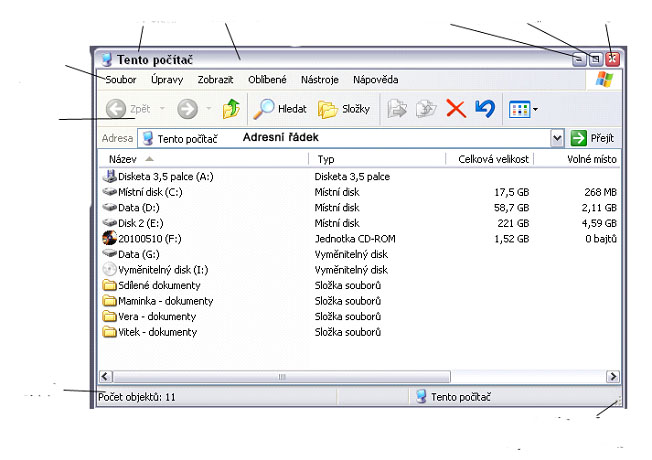 Tento počítač
Soubor Úpravy Zobrazit Oblíbené Nástroje Nápověda
Zpět Hledat Složky
Adresa Tento počítač Adresní řádek Přejít
Název Typ Celková velikost Volné místo
Disketa 3,5 palce (A:) Disketa 3,5 palce
Místní disk (C:) Místní disk 17,5 GB 268 MB
Data (D:) Místní disk 58,7 GB 2,11 GB
Disk 2 (E:) Místní disk 221 GB 4,59 GB
20100510 (F:) Jednotka CD-ROM 1,52 GB 0 bajtů
Data (G:) Vyměnitelný disk
Vyměnitelný disk (I:) Vyměnitelný disk
Sdílené dokumenty Složka souborů
Maminka - dokumenty Složka souborů
Vera - dokumenty Složka souborů
Vitek - dokumenty Složka souborů
Počet objektů: 11 Tento počítač